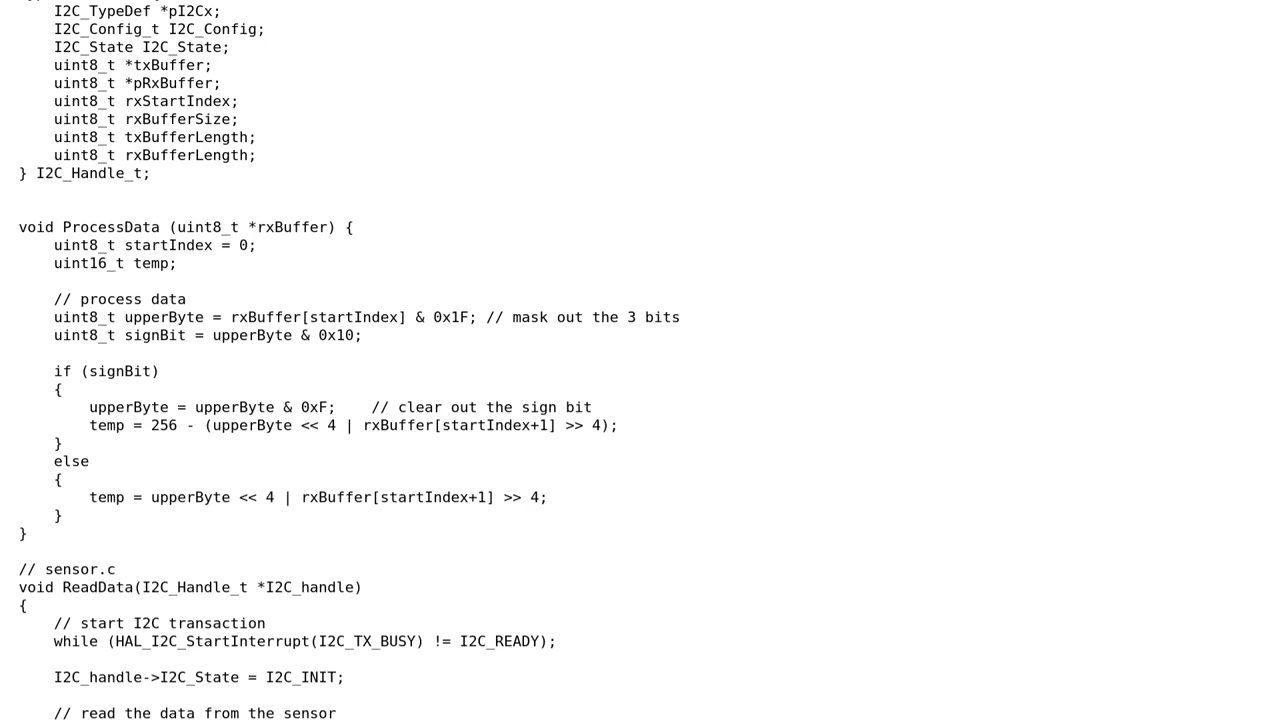 I2C_TypeDef *pI2Cx;
    I2C_Config_t I2C_Config;
    I2C_State I2C_State;
    uint8_t *txBuffer;
    uint8_t *pRxBuffer;
    uint8_t rxStartIndex;
    uint8_t rxBufferSize;
    uint8_t txBufferLength;
    uint8_t rxBufferLength;
} I2C_Handle_t;


void ProcessData (uint8_t *rxBuffer) {
    uint8_t startIndex = 0;
    uint16_t temp;

    // process data
    uint8_t upperByte = rxBuffer[startIndex] & 0x1F; // mask out the 3 bits
    uint8_t signBit = upperByte & 0x10;

    if (signBit)
    {
        upperByte = upperByte & 0xF;    // clear out the sign bit
        temp = 256 - (upperByte << 4 | rxBuffer[startIndex+1] >> 4);
    }
    else
    {
        temp = upperByte << 4 | rxBuffer[startIndex+1] >> 4;
    }
}

// sensor.c
void ReadData(I2C_Handle_t *I2C_handle)
{
    // start I2C transaction
    while (HAL_I2C_StartInterrupt(I2C_TX_BUSY) != I2C_READY);

    I2C_handle->I2C_State = I2C_INIT;

    // read the data from the sensor